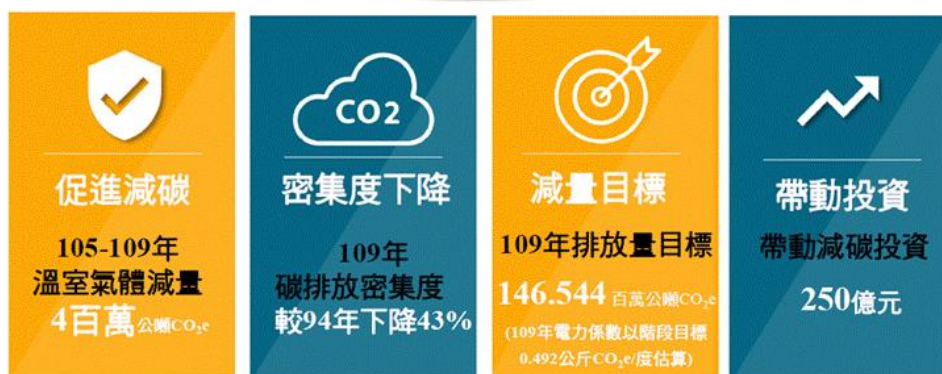 促進減碳
105-109年
溫室氣體減量
4百萬公噸CO₂e
CO2
密集度下降
109年
碳排放密集度
較94年下降43%
減量目標
109年排放量目標
146.544 百萬公噸CO₂e
(109年電力係數以階段目標
0.492公斤CO₂e/度估算)
帶動投資
帶動減碳投資
250億元